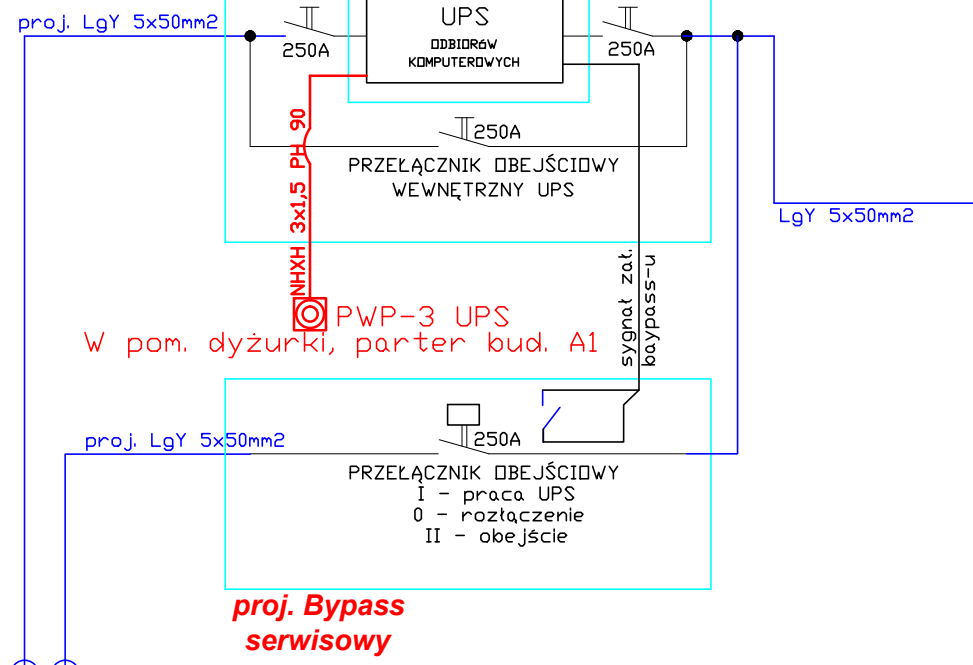 proj. LgY 5x50mm2
250A
UPS
ODBIORóW
KOMPUTEROWYCH
250A
250A
PRZEŁĄCZNIK OBEJŚCIOWY
WEWNĘTRZNY UPS
LgY 5x50mm2
NHXH 3x1,5 PH 90
sygnał zał.
baypass-u
PWP-3 UPS
W pom. dyżurki, parter bud. A1
proj. LgY 5x50mm2
250A
PRZEŁĄCZNIK OBEJŚCIOWY
I - praca UPS
0 - rozłączenie
II - obejście
proj. Bypass
serwisowy